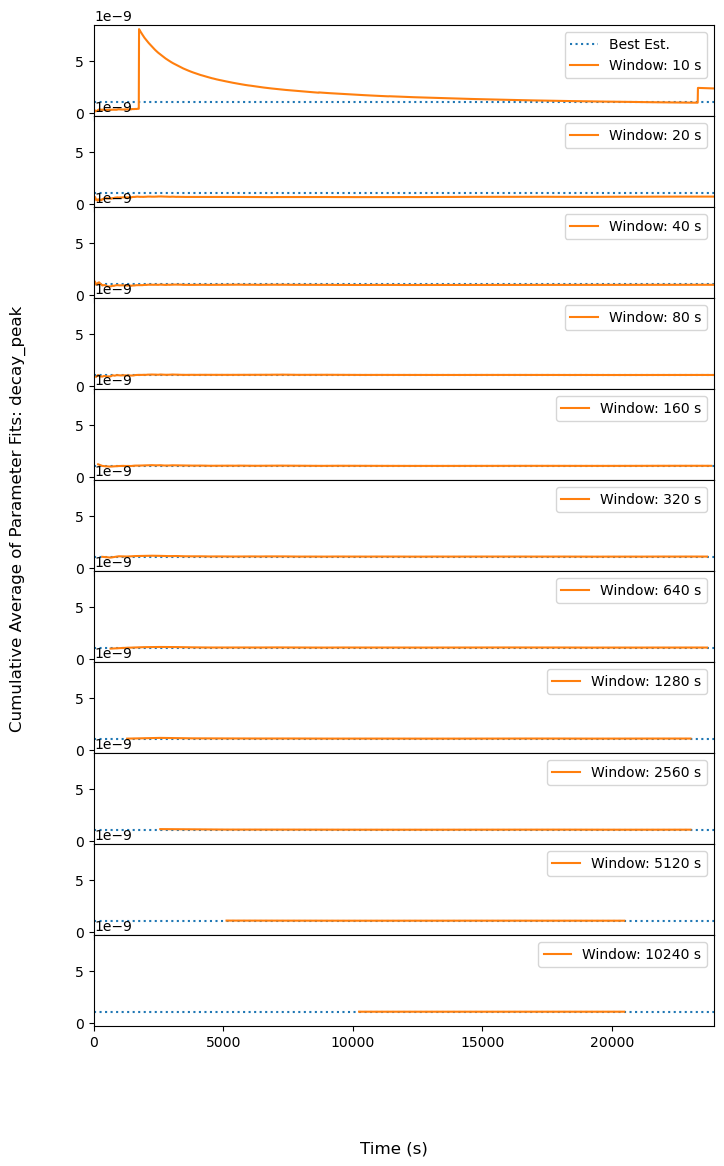 1e−9
5
0
Best Est.
Window: 10 s
1e−9
5
0
Window: 20 s
1e−9
5
0
Window: 40 s
1e−9
5
0
Window: 80 s
1e−9
5
0
Window: 160 s
1e−9
5
0
Window: 320 s
1e−9
5
0
Window: 640 s
1e−9
5
0
Window: 1280 s
1e−9
5
0
Window: 2560 s
1e−9
5
0
Window: 5120 s
1e−9
5
0
Window: 10240 s
0 5000 10000 15000 20000
Time (s)
Cumulative Average of Parameter Fits: decay_peak